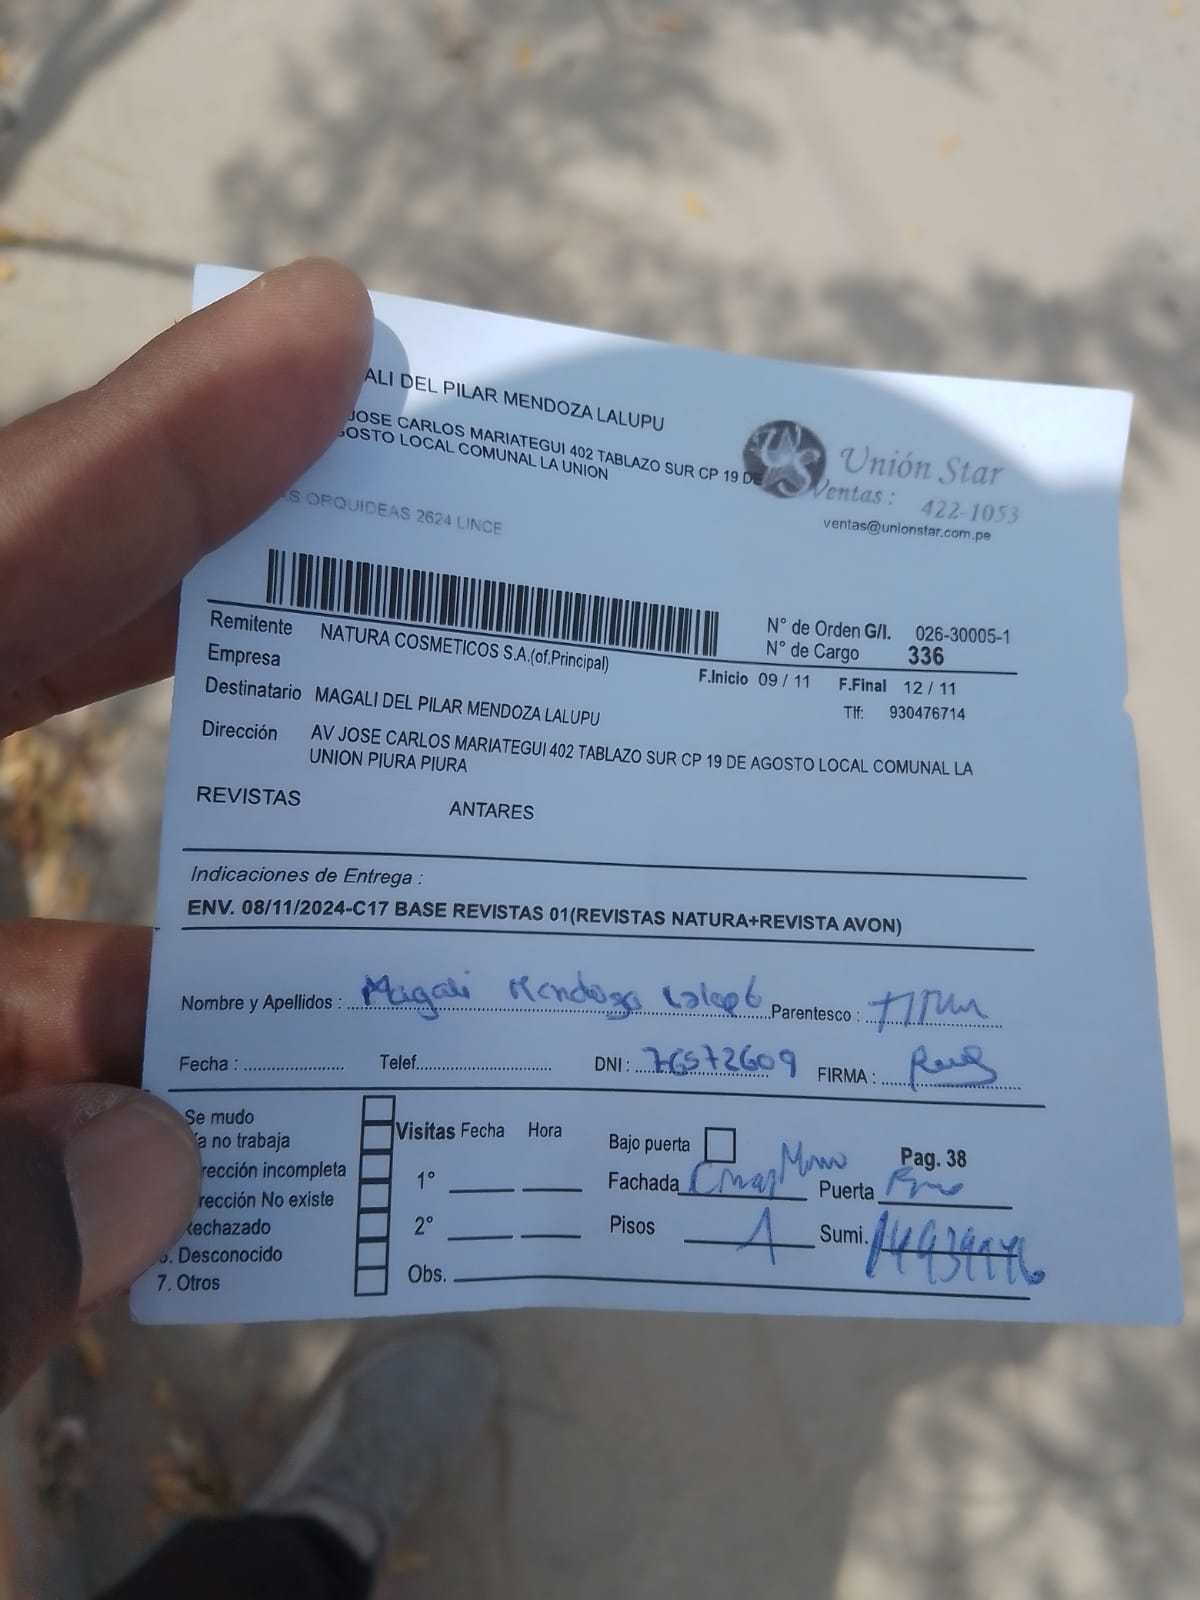 ALI DEL PILAR MENDOZA LALUPU
JOSE CARLOS MARIATEGUI 402 TABLAZO SUR CP 19 DE
GOSTO LOCAL COMUNAL LA UNION
AS ORQUIDEAS 2624 LINCE
Unión Star
Ventas : 422-1053
ventas@unionstar.com.pe
N° de Orden G/I. 026-30005-1
N° de Cargo 336
Remitente NATURA COSMETICOS S.A.(of.Principal)
Empresa
F.Inicio 09 / 11 F.Final 12 / 11
Destinatario MAGALI DEL PILAR MENDOZA LALUPU
Tlf: 930476714
Dirección AV JOSE CARLOS MARIATEGUI 402 TABLAZO SUR CP 19 DE AGOSTO LOCAL COMUNAL LA
UNION PIURA PIURA
REVISTAS ANTARES
Indicaciones de Entrega :
ENV. 08/11/2024-C17 BASE REVISTAS 01(REVISTAS NATURA+REVISTA AVON)
Nombre y Apellidos : Magali Mendoza Parentesco :
Fecha : Telef. DNI : 76572609 FIRMA :
Se mudo
a no trabaja
rección incompleta
rección No existe
Rechazado
6. Desconocido
7. Otros
Visitas Fecha Hora
1°
2°
Obs.
Bajo puerta Pag. 38
Fachada Puerta
Pisos 1 Sumi.